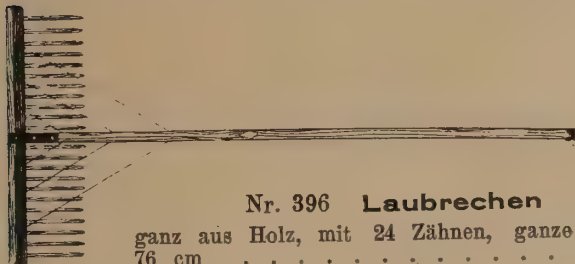 Nr. 396 Laubrechen
ganz aus Holz, mit 24 Zähnen, ganze
76 cm . . . . . . . . . . . .